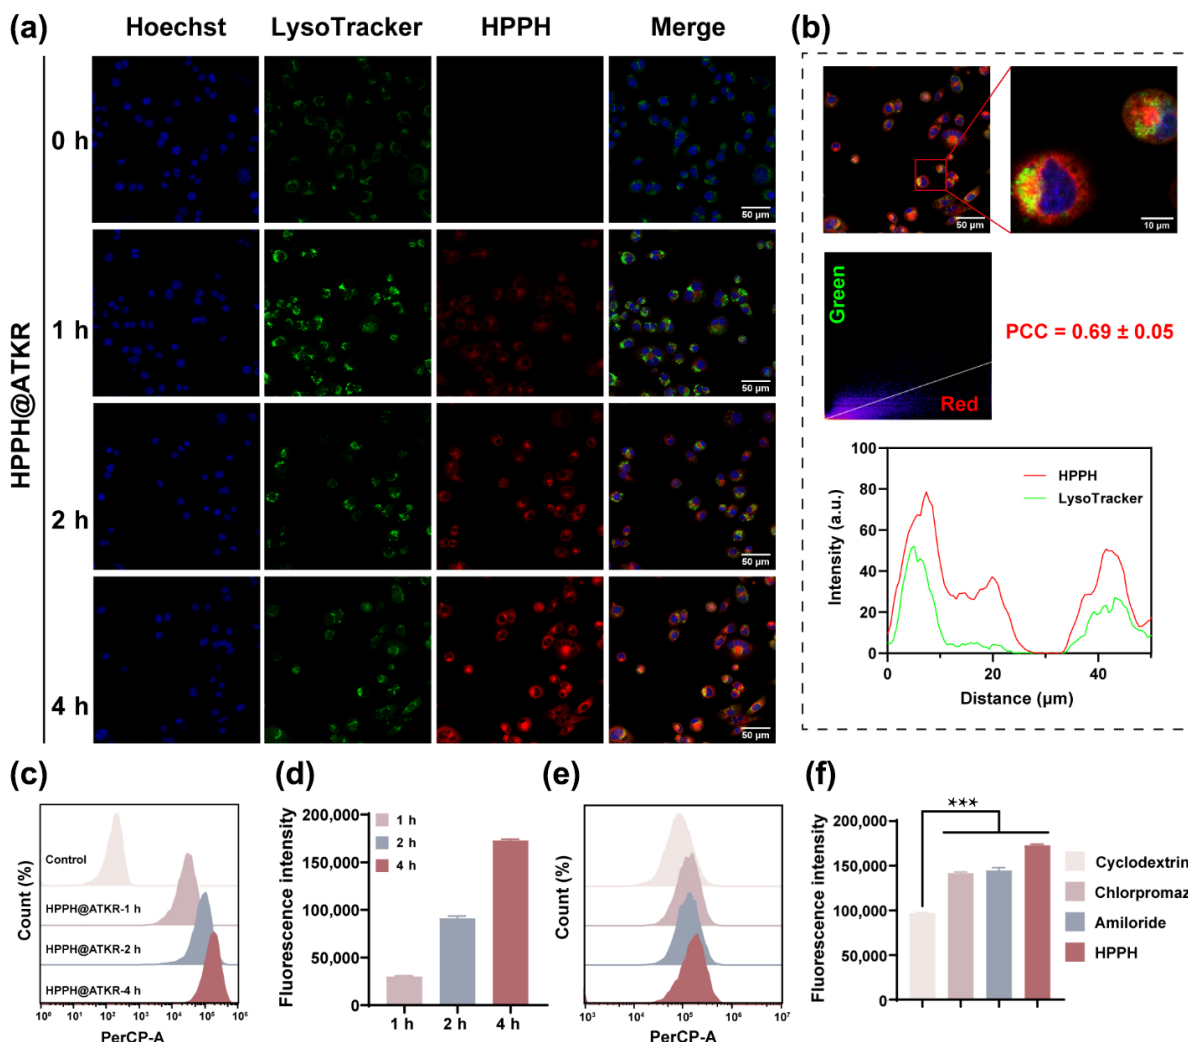 (a)
Hoechst LysoTracker HPPH Merge
HPPH@ATKR
0 h
50 µm
1 h
50 µm
2 h
50 µm
4 h
50 µm
(b)
50 µm
10 µm
Green
Red
PCC = 0.69 ± 0.05
100
80
60
40
20
0
Intensity (a.u.)
HPPH
LysoTracker
0 20 40
Distance (µm)
(c)
Count (%)
Control
HPPH@ATKR-1 h
HPPH@ATKR-2 h
HPPH@ATKR-4 h
10⁰ 10¹ 10² 10³ 10⁴ 10⁵ 10⁶
PerCP-A
(d)
Fluorescence intensity
200,000
150,000
100,000
50,000
0
1 h
2 h
4 h
1 h 2 h 4 h
(e)
Count (%)
10³ 10⁴ 10⁵ 10⁶ 10⁷
PerCP-A
(f)
Fluorescence intensity
200,000
150,000
100,000
50,000
0
***
Cyclodextrin
Chlorpromaz
Amiloride
HPPH